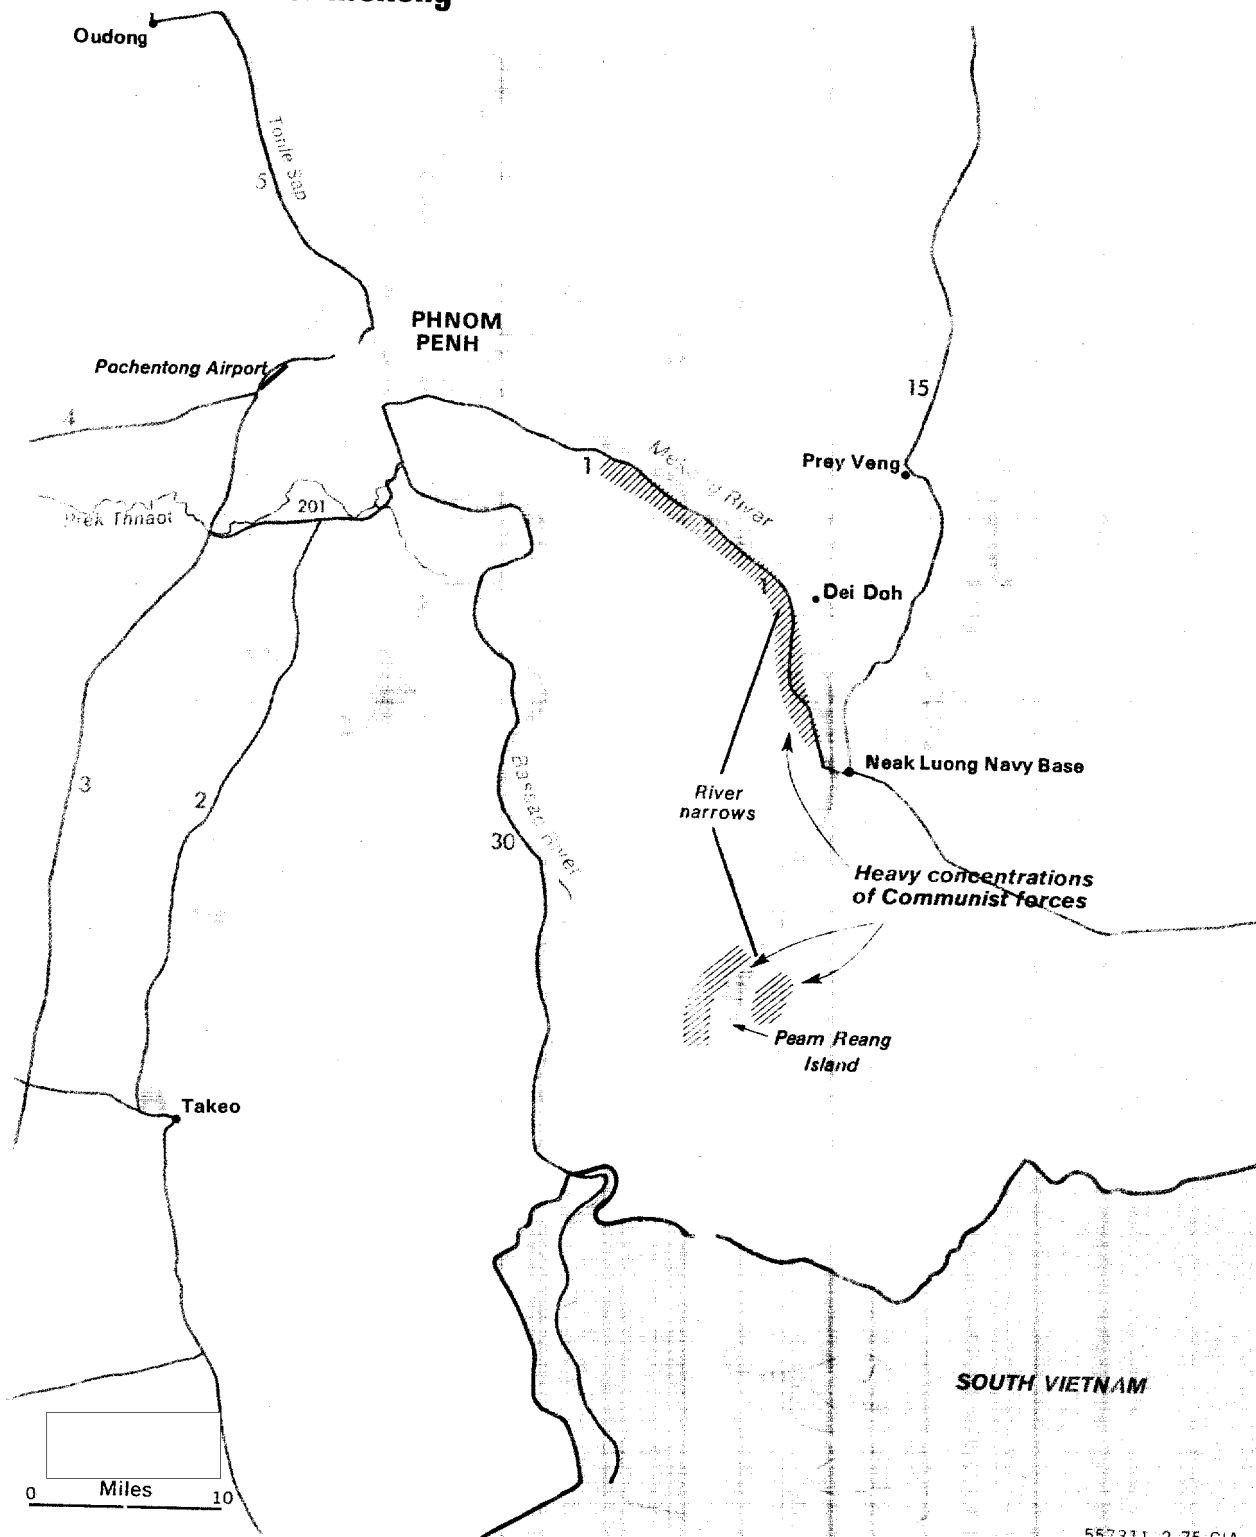 Oudong
Tonle Sap
5
PHNOM
PENH
Pochentong Airport
4
15
1
Mekong River
Prey Veng
Prek Thnaot
201
Dei Doh
3
2
Bassac River
30
River
narrows
Neak Luong Navy Base
Heavy concentrations
of Communist forces
Peam Reang
Island
Takeo
SOUTH VIETNAM
0 Miles 10